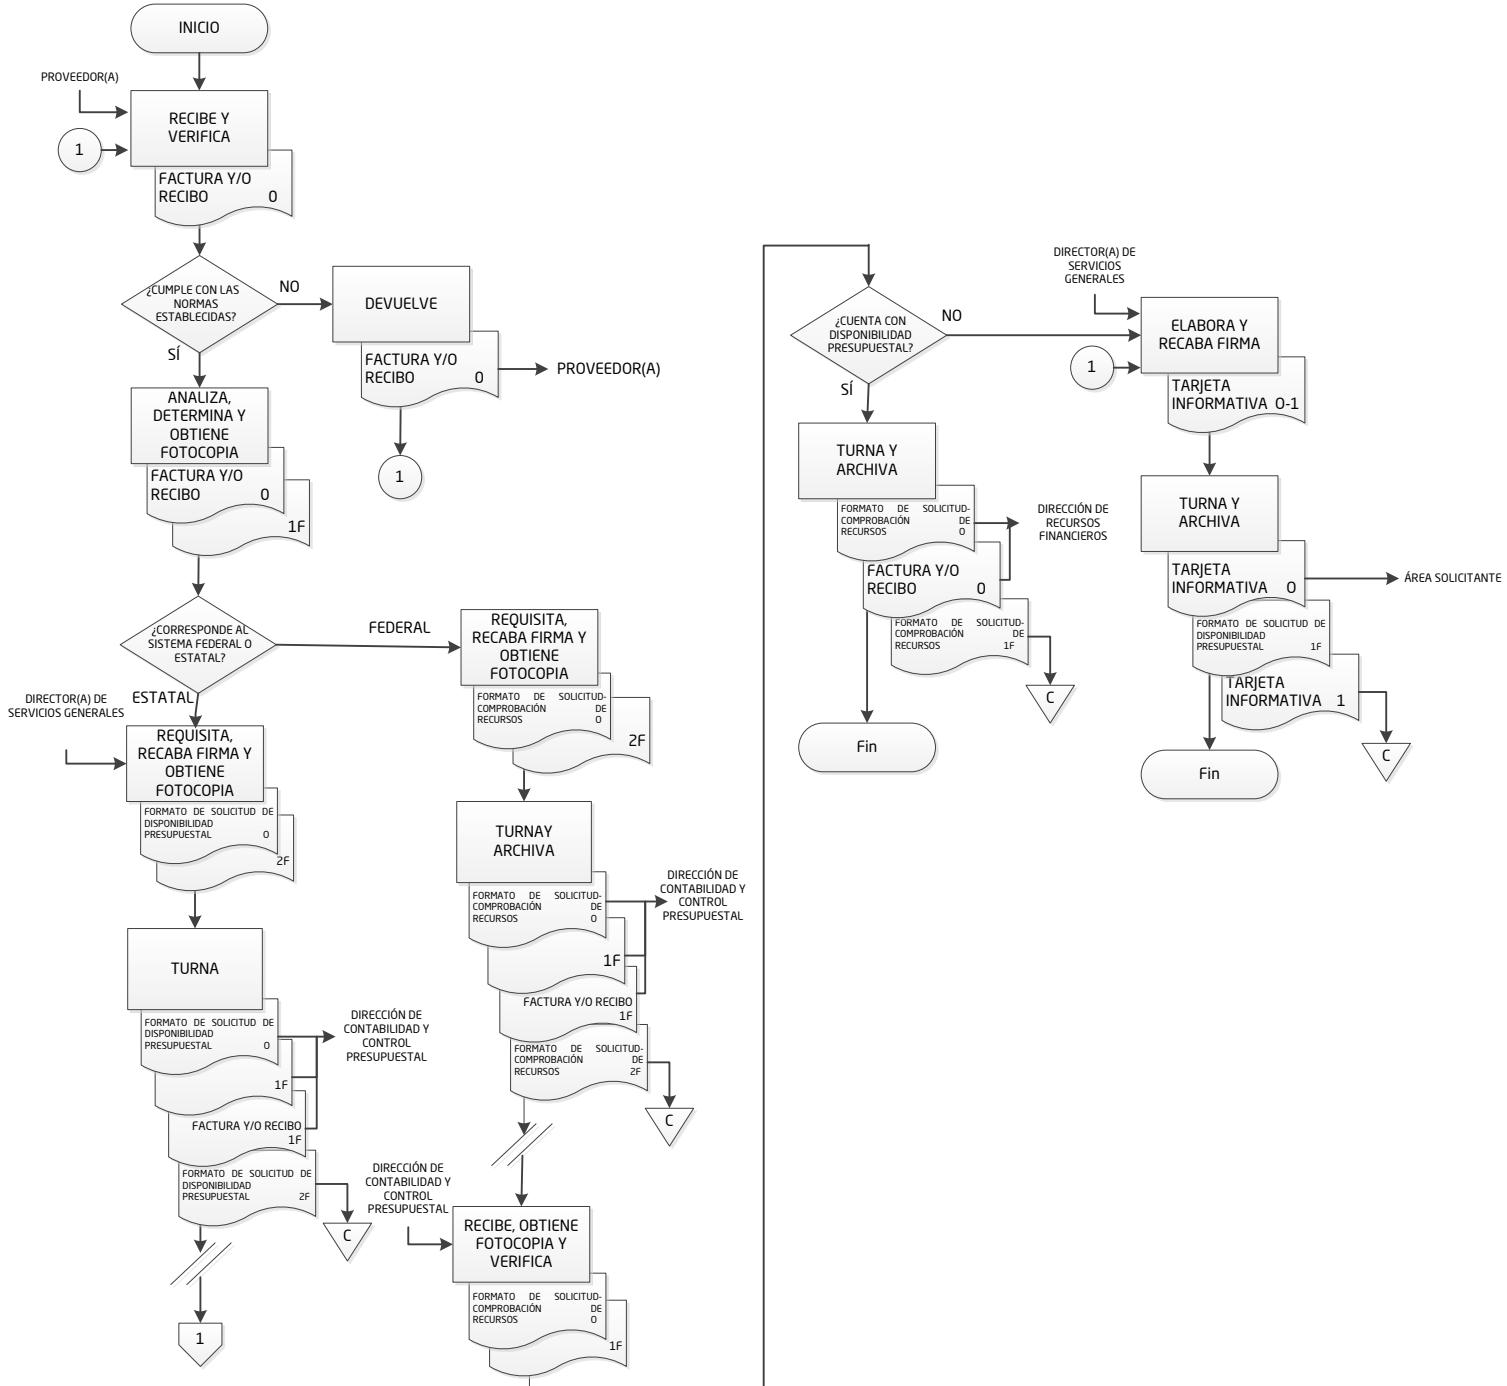 INICIO
PROVEEDOR(A)
RECIBE Y
VERIFICA
1
FACTURA Y/O
RECIBO 0
¿CUMPLE CON LAS
NORMAS
ESTABLECIDAS?
NO
SÍ
DEVUELVE
FACTURA Y/O
RECIBO 0
PROVEEDOR(A)
1
ANALIZA,
DETERMINA Y
OBTIENE
FOTOCOPIA
FACTURA Y/O
RECIBO 0
1F
¿CORRESPONDE AL
SISTEMA FEDERAL O
ESTATAL?
FEDERAL
ESTATAL
DIRECTOR(A) DE
SERVICIOS GENERALES
REQUISITA,
RECABA FIRMA Y
OBTIENE
FOTOCOPIA
FORMATO DE SOLICITUD DE
DISPONIBILIDAD
PRESUPUESTAL O
2F
TURNA
FORMATO DE SOLICITUD DE
DISPONIBILIDAD
PRESUPUESTAL O
1F
FACTURA Y/O RECIBO
1F
FORMATO DE SOLICITUD DE
DISPONIBILIDAD
PRESUPUESTAL 2F
DIRECCIÓN DE
CONTABILIDAD Y
CONTROL
PRESUPUESTAL
C
1
REQUISITA,
RECABA FIRMA Y
OBTIENE
FOTOCOPIA
FORMATO DE SOLICITUD-
COMPROBACIÓN DE
RECURSOS O
2F
TURNAY
ARCHIVA
FORMATO DE SOLICITUD-
COMPROBACIÓN DE
RECURSOS O
1F
FACTURA Y/O RECIBO
1F
FORMATO DE SOLICITUD-
COMPROBACIÓN DE
RECURSOS 2F
DIRECCIÓN DE
CONTABILIDAD Y
CONTROL
PRESUPUESTAL
C
DIRECCIÓN DE
CONTABILIDAD Y
CONTROL
PRESUPUESTAL
RECIBE, OBTIENE
FOTOCOPIA Y
VERIFICA
FORMATO DE SOLICITUD-
COMPROBACIÓN DE
RECURSOS O
1F
¿CUENTA CON
DISPONIBILIDAD
PRESUPUESTAL?
NO
SÍ
TURNA Y
ARCHIVA
FORMATO DE SOLICITUD-
COMPROBACIÓN DE
RECURSOS O
FACTURA Y/O
RECIBO 0
FORMATO DE SOLICITUD-
COMPROBACIÓN DE
RECURSOS 1F
DIRECCIÓN DE
RECURSOS
FINANCIEROS
C
Fin
DIRECTOR(A) DE
SERVICIOS
GENERALES
1
ELABORA Y
RECABA FIRMA
TARJETA
INFORMATIVA O-1
TURNA Y
ARCHIVA
TARJETA
INFORMATIVA O
ÁREA SOLICITANTE
FORMATO DE SOLICITUD DE
DISPONIBILIDAD
PRESUPUESTAL 1F
TARJETA
INFORMATIVA 1
C
Fin